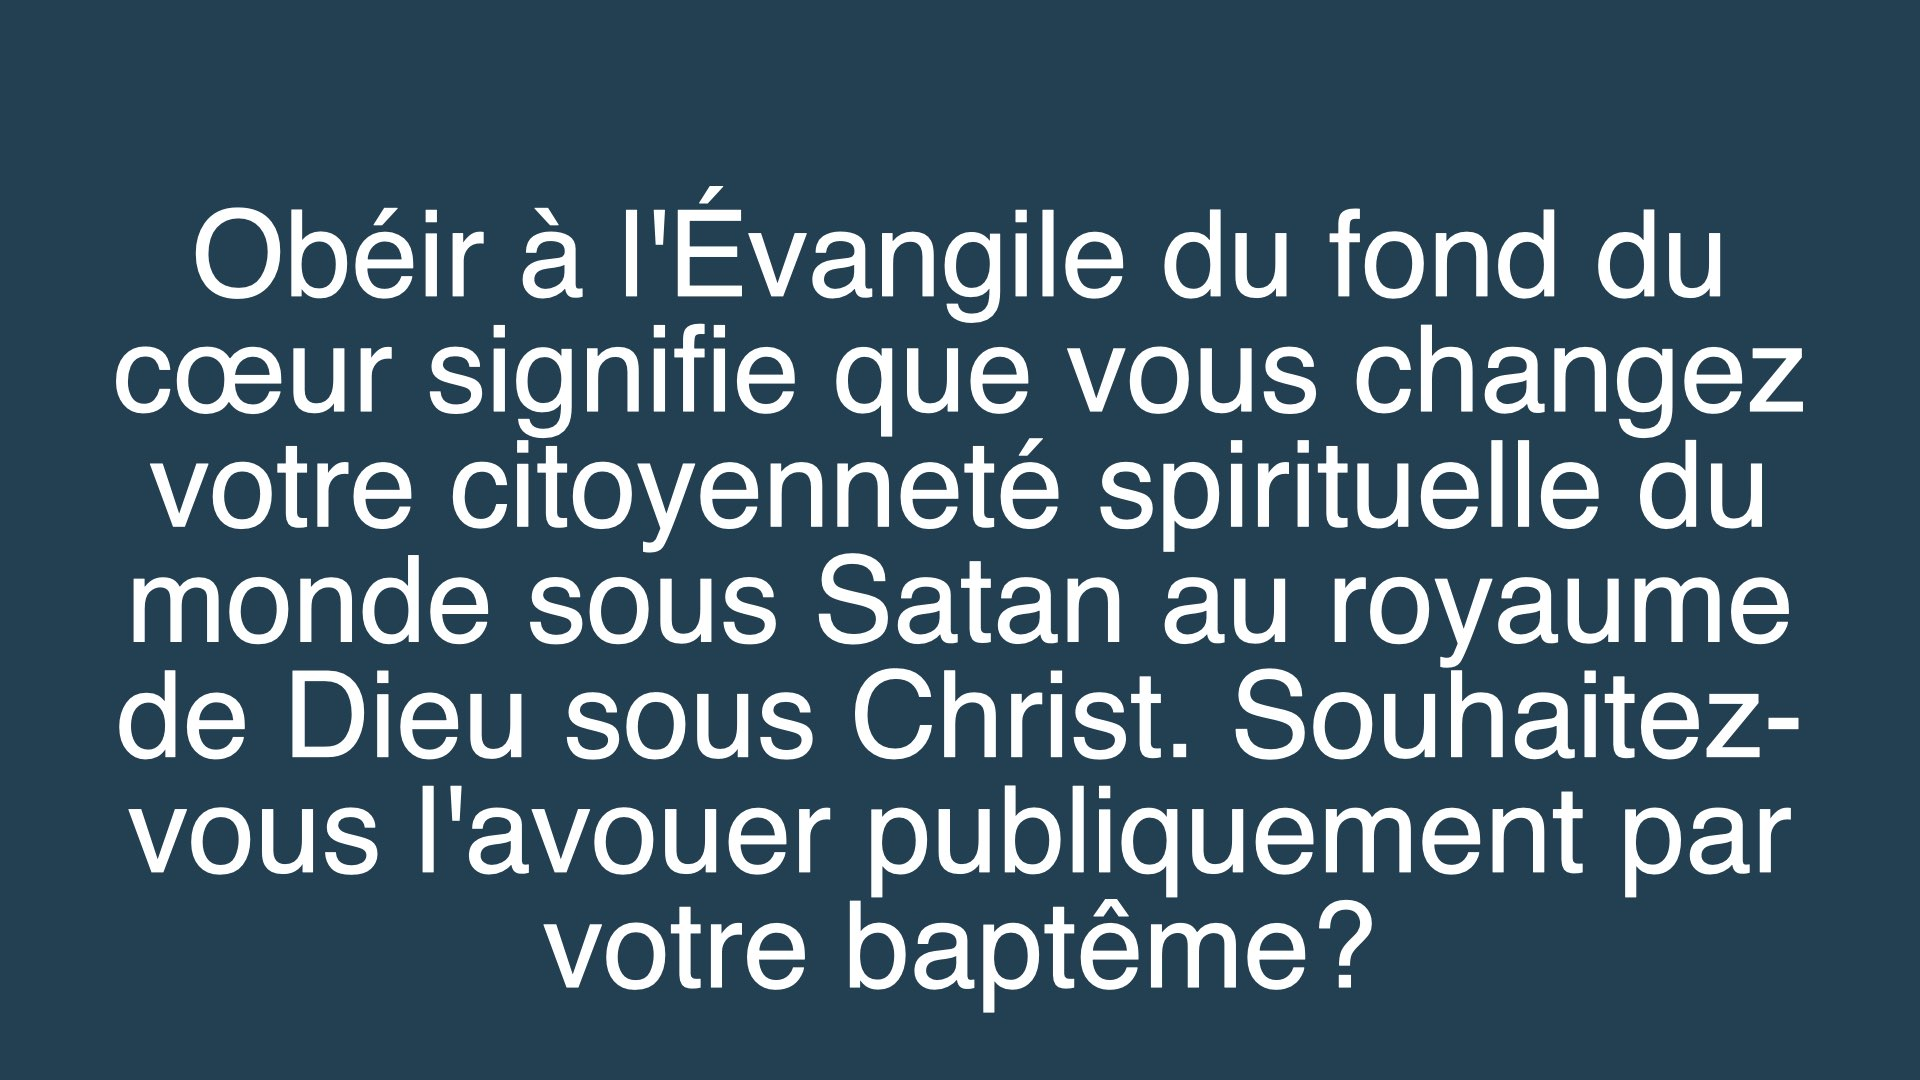 Obéir à l'Évangile du fond du
cœur signifie que vous changez
votre citoyenneté spirituelle du
monde sous Satan au royaume
de Dieu sous Christ. Souhaitez-
vous l'avouer publiquement par
votre baptême?